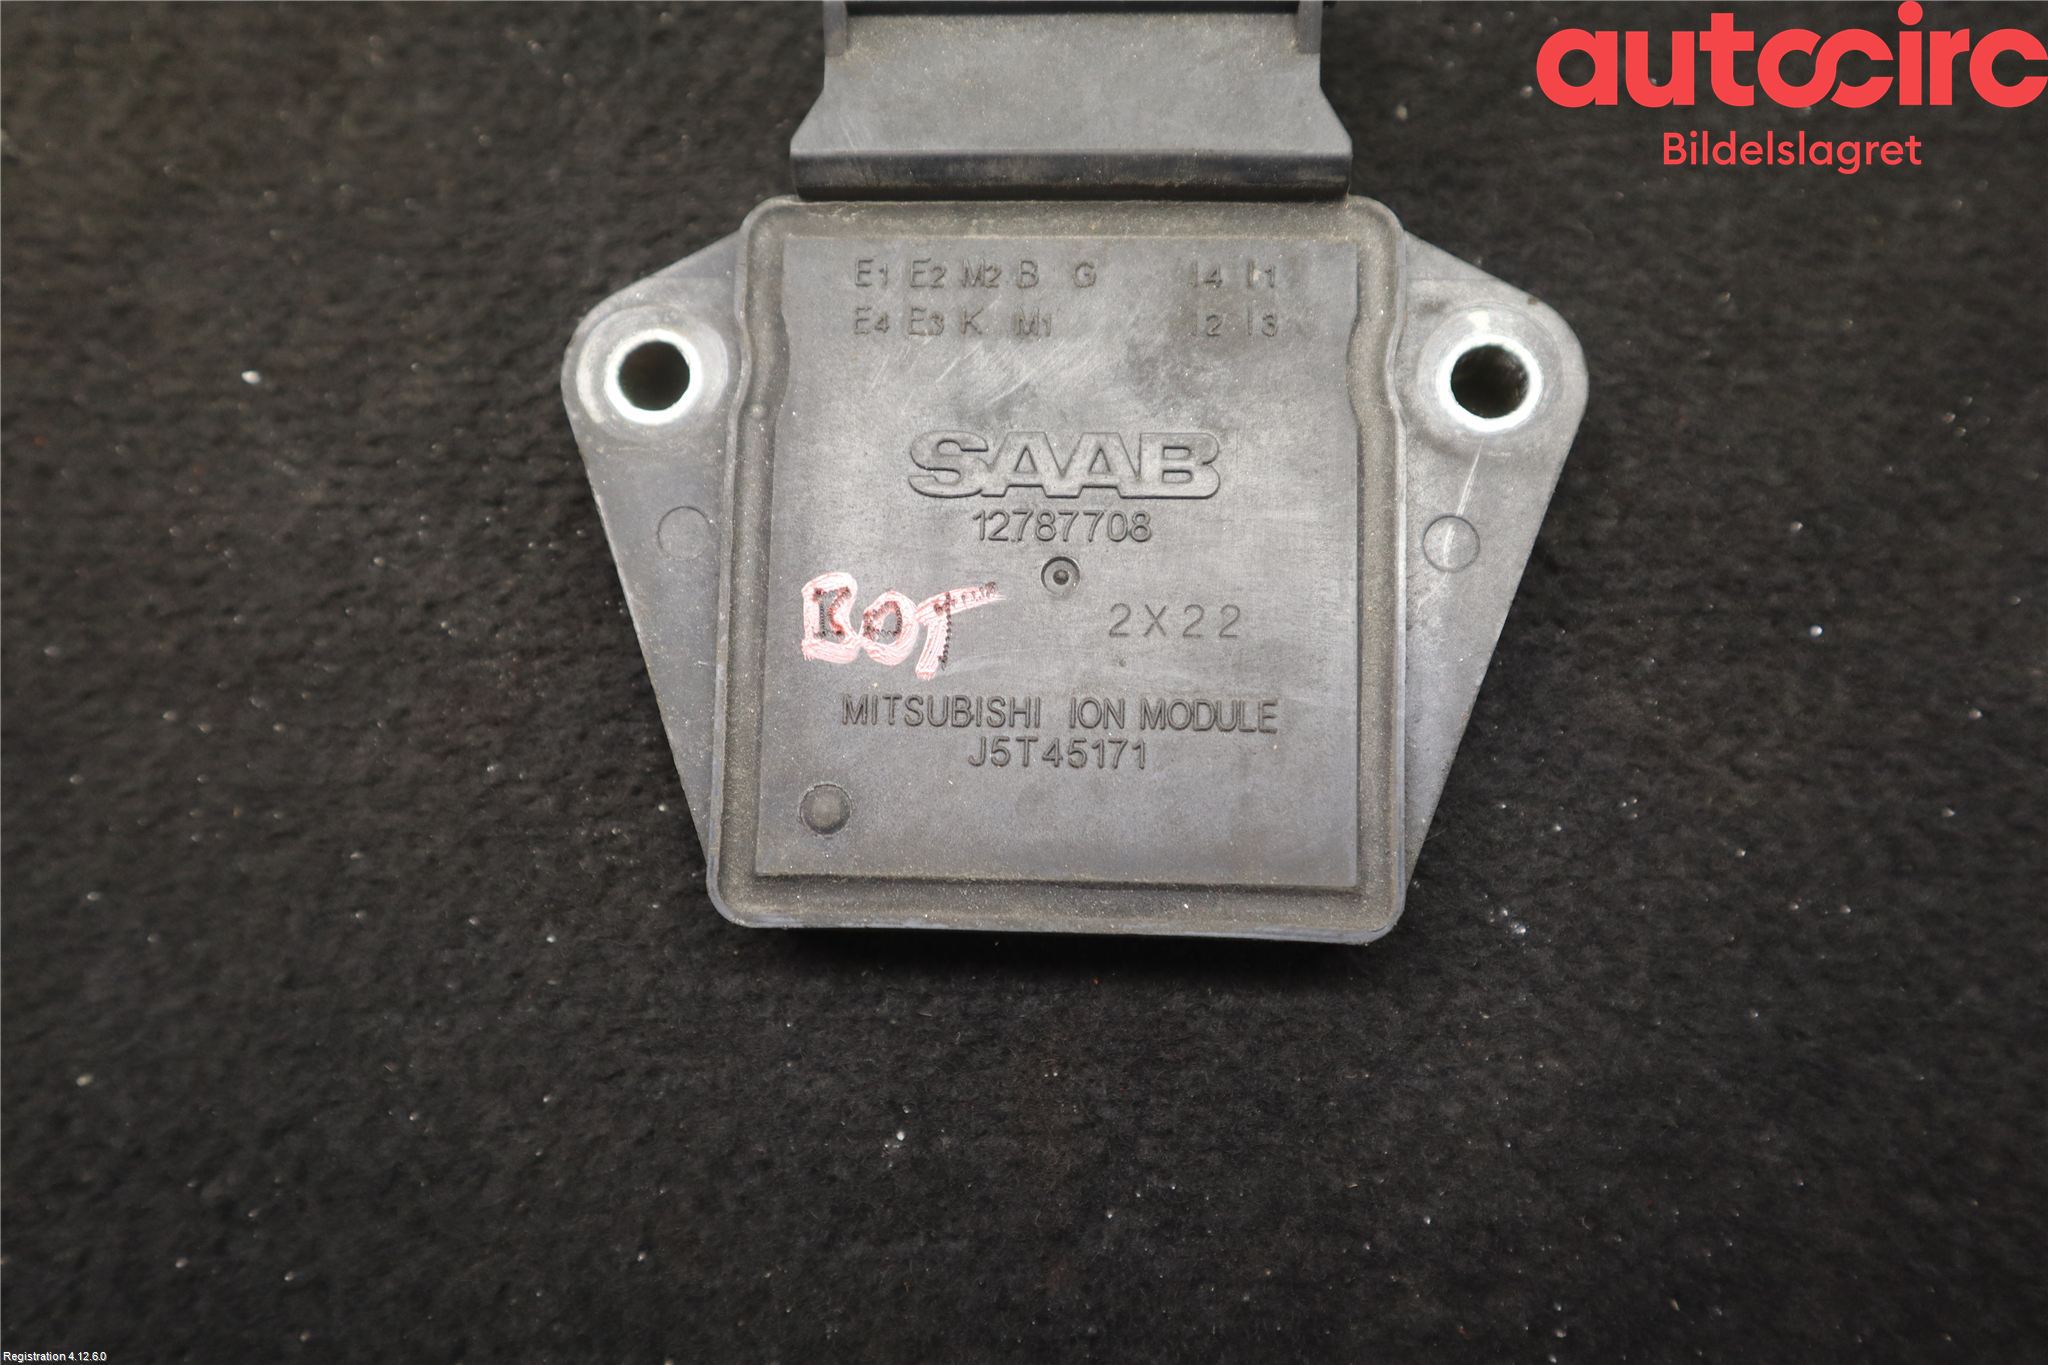 autocirc
Bildelslagret
E1 E2 M2 B G I4 I1
E4 E3 K M1 I2 I3
SAAB
12787708
BOT
2X22
MITSUBISHI ION MODULE
J5T45171
Registration 4.12.6.0